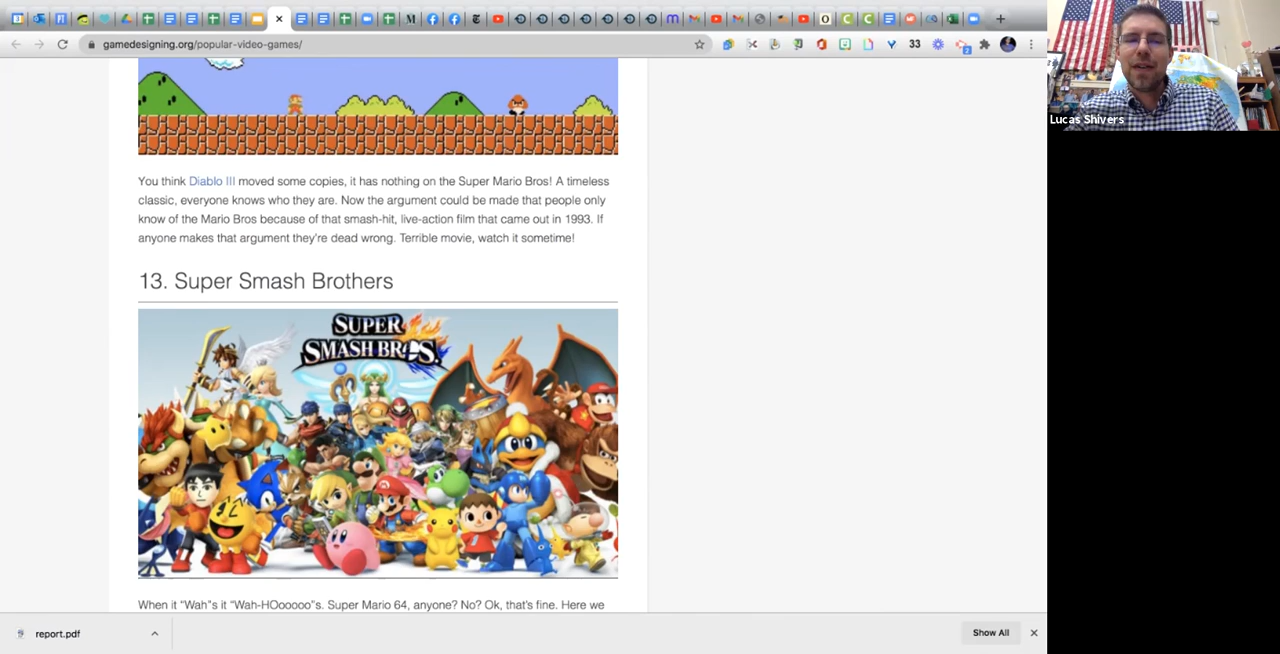 gamedesigning.org/popular-video-games/
33
2
Lucas Shivers
You think Diablo III moved some copies, it has nothing on the Super Mario Bros! A timeless
classic, everyone knows who they are. Now the argument could be made that people only
know of the Mario Bros because of that smash-hit, live-action film that came out in 1993. If
anyone makes that argument they're dead wrong. Terrible movie, watch it sometime!
13. Super Smash Brothers
SUPER
SMASH BROS.
When it "Wah"s it "Wah-HOooooo"s. Super Mario 64, anyone? No? Ok, that's fine. Here we
report.pdf
Show All